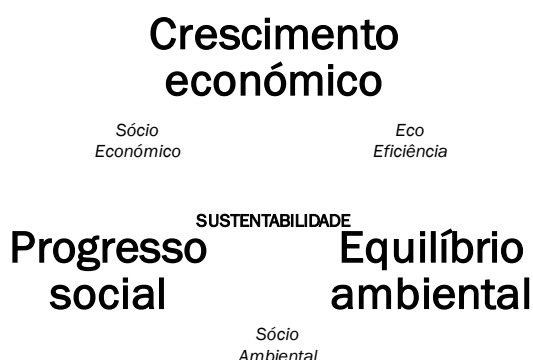 Crescimento
económico
Sócio
Económico
Eco
Eficiência
SUSTENTABILIDADE
Progresso
social
Equilíbrio
ambiental
Sócio
Ambiental